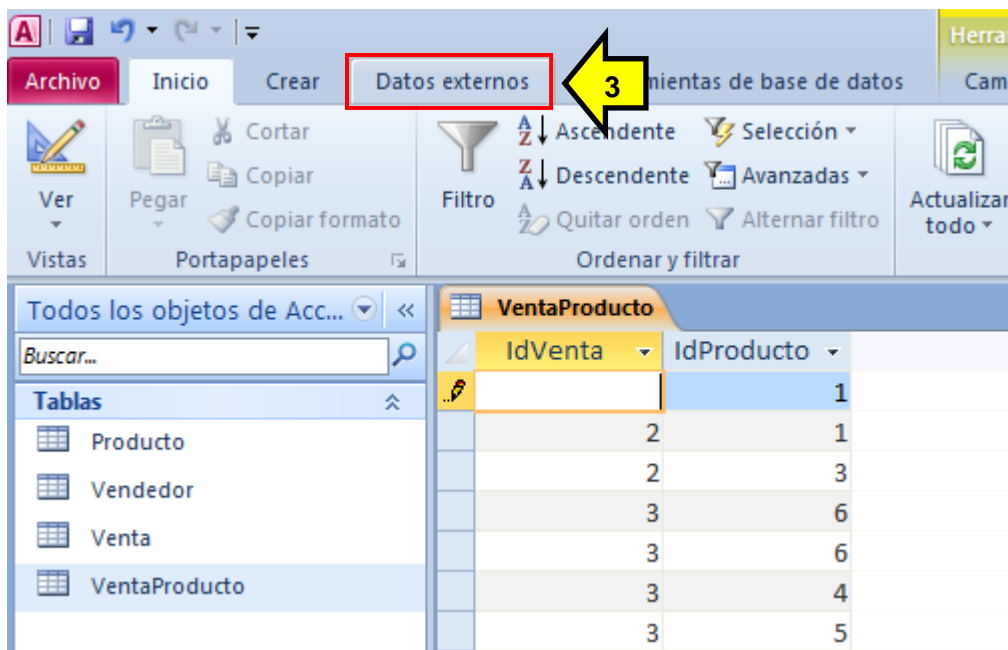 A
Herra
Archivo Inicio Crear Datos externos 3 mientas de base de datos Cam
Ver
Pegar
Cortar
Copiar
Copiar formato
Filtro
Ascendente
Descendente
Quitar orden
Selección
Avanzadas
Alternar filtro
Actualizar
todo
Vistas Portapapeles Ordenar y filtrar
Todos los objetos de Acc... «
Buscar...
Tablas
Producto
Vendedor
Venta
VentaProducto
VentaProducto
IdVenta IdProducto
1
2 1
2 3
3 6
3 6
3 4
3 5